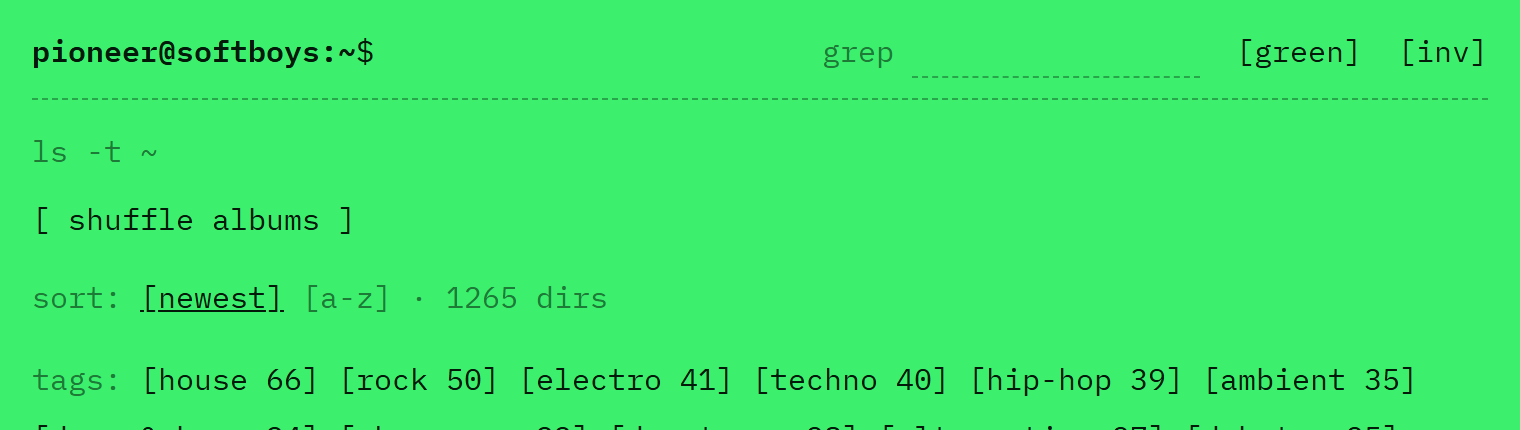 pioneer@softboys:~$ grep [green] [inv]
ls -t ~
[ shuffle albums ]
sort: [newest] [a-z] · 1265 dirs
tags: [house 66] [rock 50] [electro 41] [techno 40] [hip-hop 39] [ambient 35]